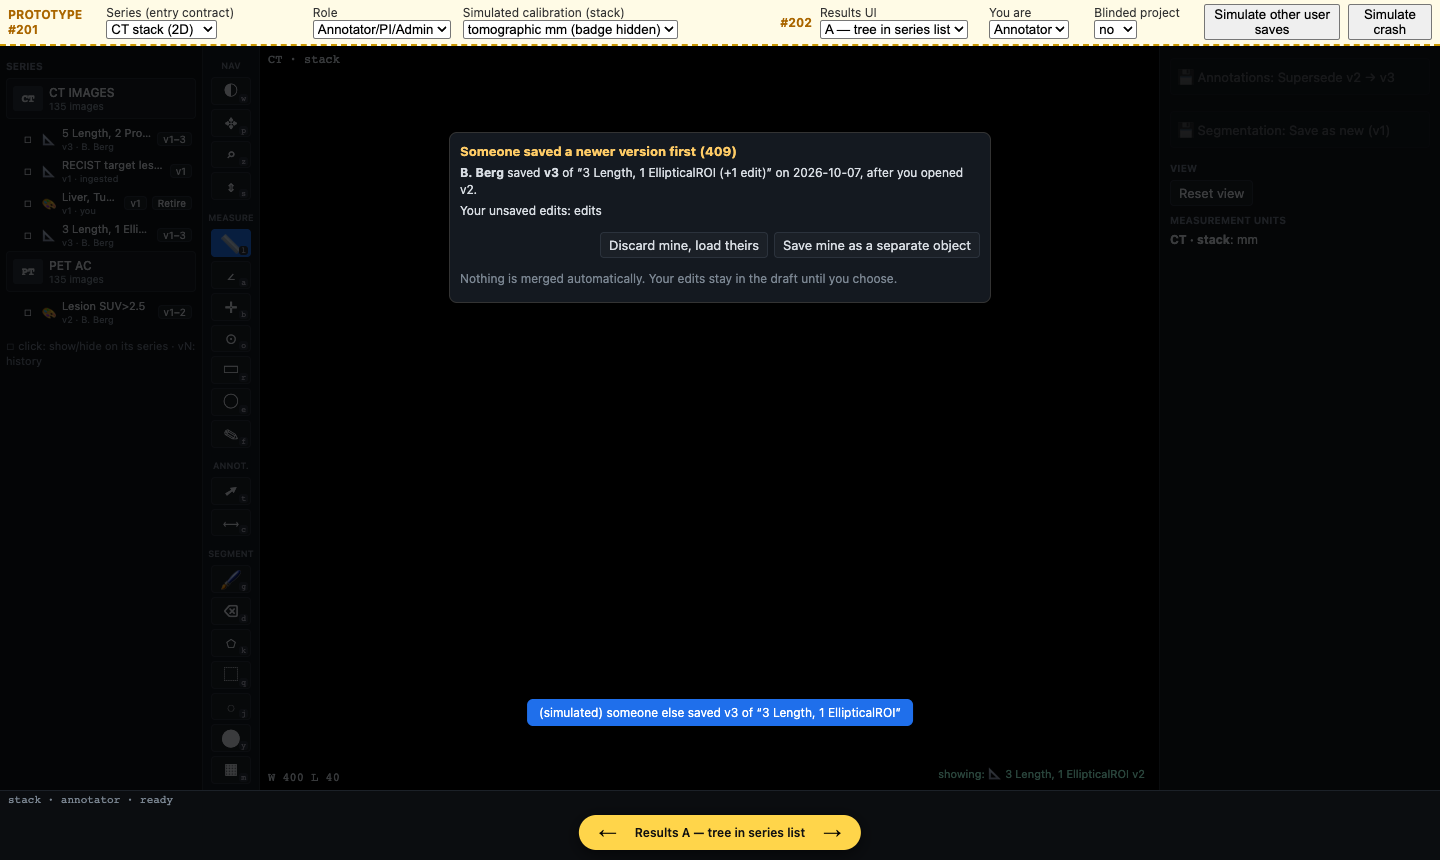 PROTOTYPE #201
Series (entry contract)
CT stack (2D)
Role
Annotator/PI/Admin
Simulated calibration (stack)
tomographic mm (badge hidden)
#202
Results UI
A — tree in series list
You are
Annotator
Blinded project
no
Simulate other user saves
Simulate crash
SERIES
CT
CT IMAGES
135 images
5 Length, 2 Pro...
v3 · B. Berg
v1–3
RECIST target les...
v1 · ingested
v1
Liver, Tu...
v1 · you
v1
Retire
3 Length, 1 Elli...
v3 · B. Berg
v1–3
PT
PET AC
135 images
Lesion SUV>2.5
v2 · B. Berg
v1–2
click: show/hide on its series · vN: history
NAV
MEASURE
ANNOT.
SEGMENT
CT · stack
Someone saved a newer version first (409)
B. Berg saved v3 of “3 Length, 1 EllipticalROI (+1 edit)” on 2026-10-07, after you opened
v2.
Your unsaved edits: edits
Discard mine, load theirs
Save mine as a separate object
Nothing is merged automatically. Your edits stay in the draft until you choose.
(simulated) someone else saved v3 of “3 Length, 1 EllipticalROI”
W 400 L 40
showing: 3 Length, 1 EllipticalROI v2
Annotations: Supersede v2 → v3
Segmentation: Save as new (v1)
VIEW
Reset view
MEASUREMENT UNITS
CT · stack: mm
stack · annotator · ready
← Results A — tree in series list →